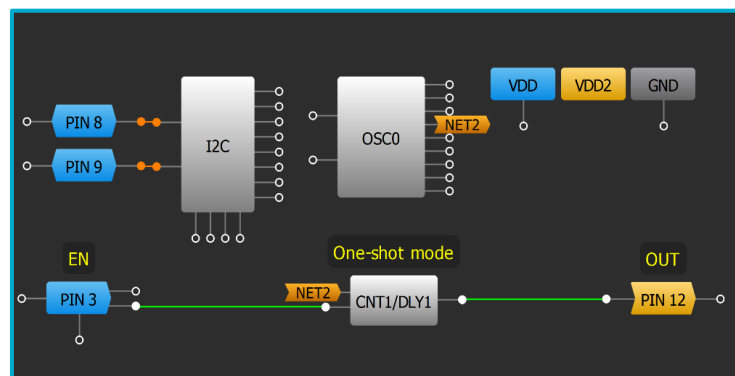 VDD
VDD2
GND
PIN 8
I2C
OSC0
NET2
PIN 9
EN
One-shot mode
OUT
PIN 3
NET2
CNT1/DLY1
PIN 12